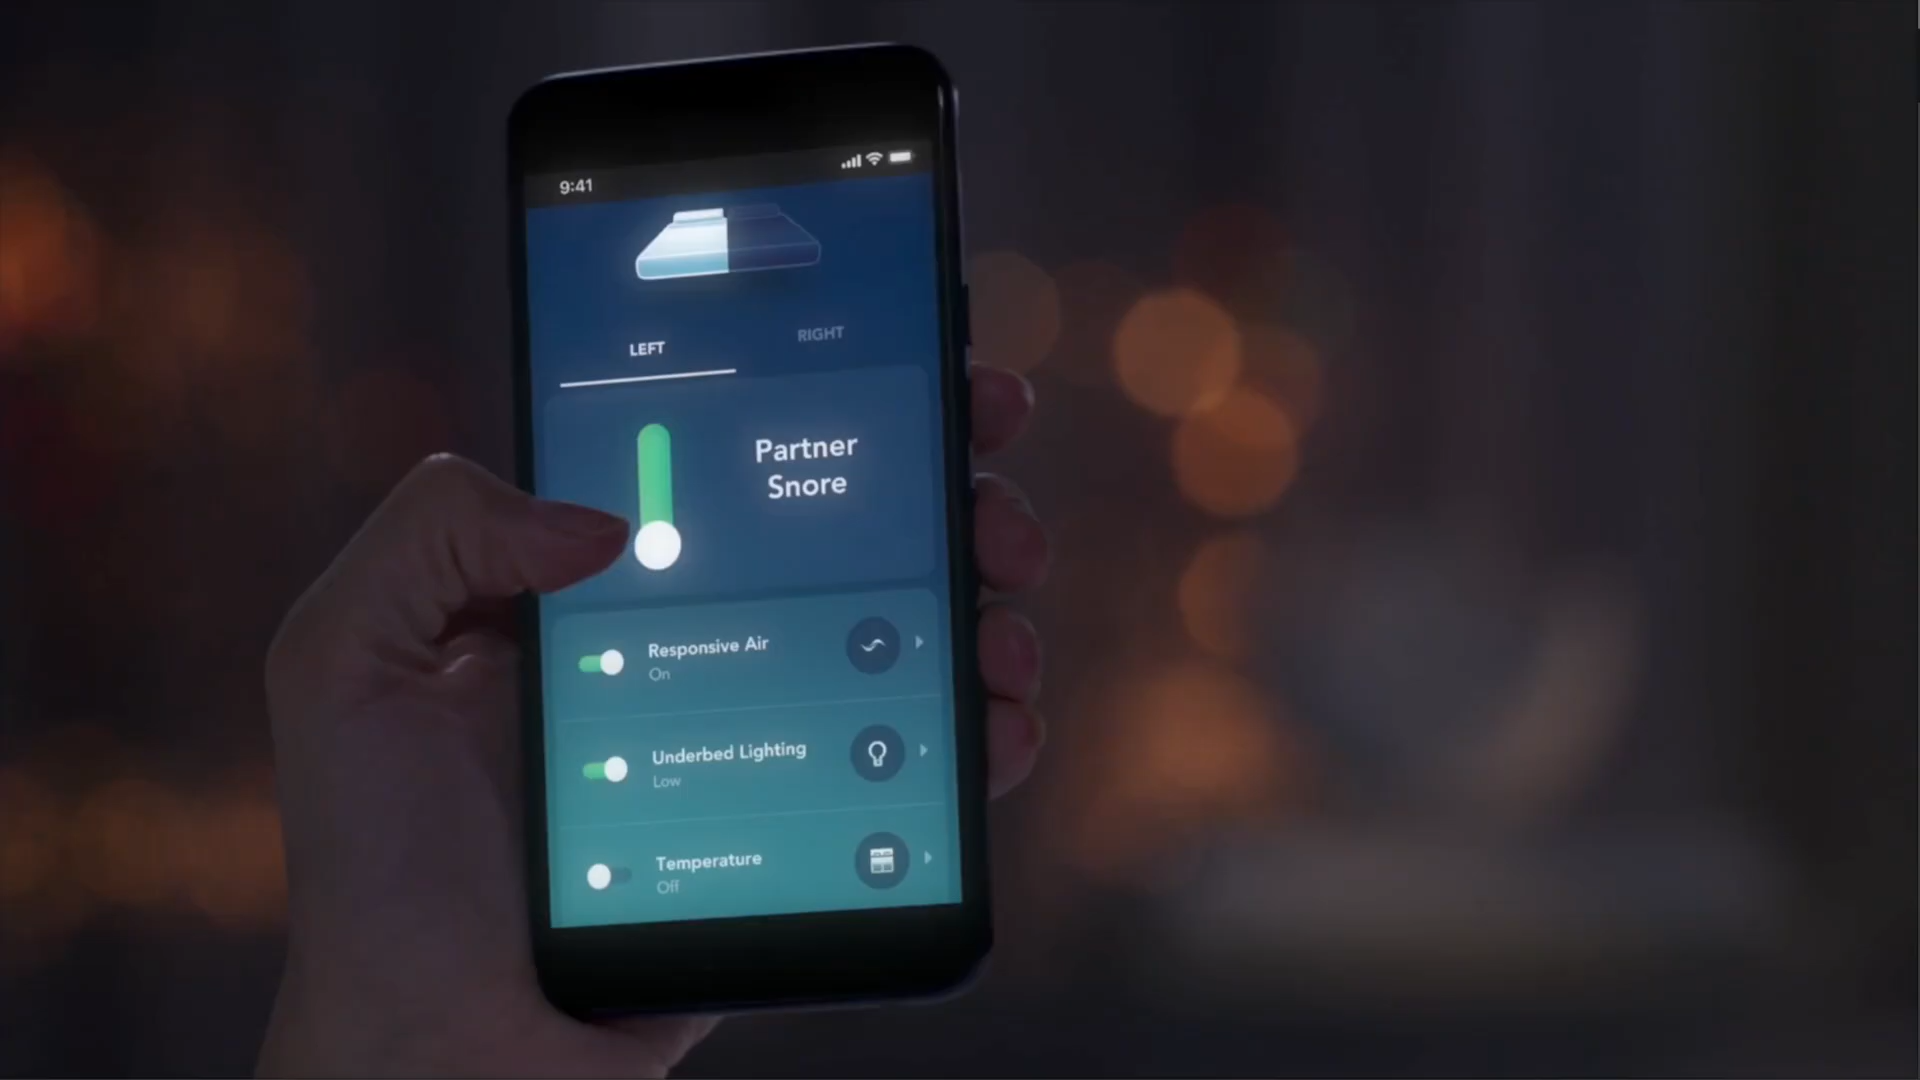 9:41
LEFT
RIGHT
Partner
Snore
Responsive Air
On
Underbed Lighting
Low
Temperature
Off